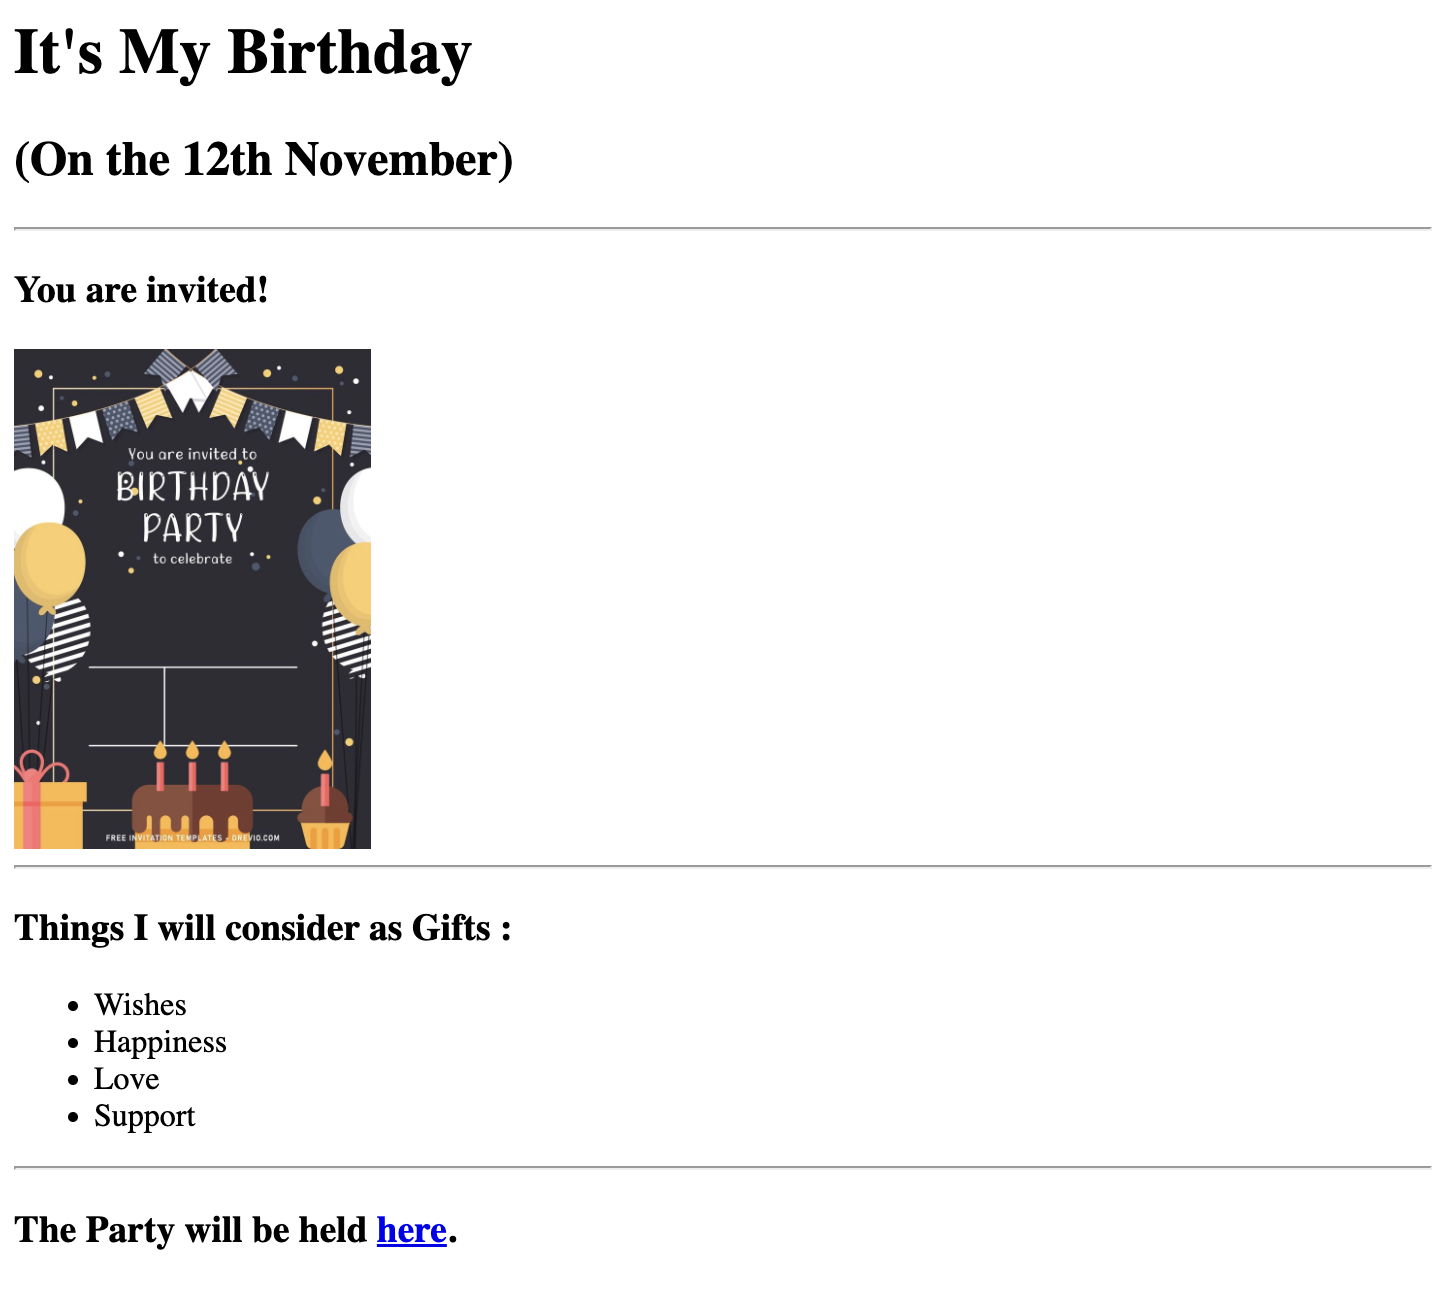 It's My Birthday
(On the 12th November)
You are invited!
You are invited to
BIRTHDAY
PARTY
to celebrate
FREE INVITATION TEMPLATES - DREVIO.COM
Things I will consider as Gifts :
Wishes
Happiness
Love
Support
The Party will be held here.